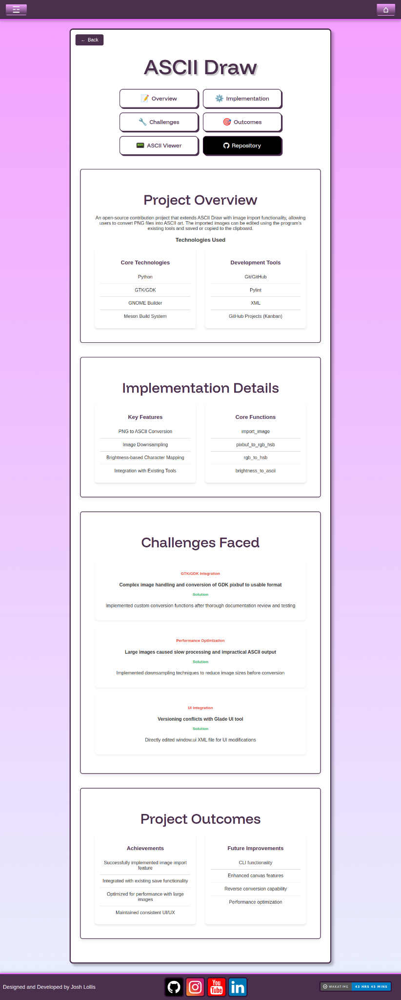 ← Back
ASCII Draw
📝 Overview
⚙️ Implementation
🔧 Challenges
🎯 Outcomes
📟 ASCII Viewer
Repository
Project Overview
An open-source contribution project that extends ASCII Draw with image import functionality, allowing
users to convert PNG files into ASCII art. The imported images can be edited using the program's
existing tools and saved or copied to the clipboard.
Technologies Used
Core Technologies
Python
GTK/GDK
GNOME Builder
Meson Build System
Development Tools
Git/GitHub
Pylint
XML
GitHub Projects (Kanban)
Implementation Details
Key Features
PNG to ASCII Conversion
Image Downsampling
Brightness-based Character Mapping
Integration with Existing Tools
Core Functions
import_image
pixbuf_to_rgb_hsb
rgb_to_hsb
brightness_to_ascii
Challenges Faced
GTK/GDK Integration
Complex image handling and conversion of GDK pixbuf to usable format
Solution
Implemented custom conversion functions after thorough documentation review and testing
Performance Optimization
Large images caused slow processing and impractical ASCII output
Solution
Implemented downsampling techniques to reduce image sizes before conversion
UI Integration
Versioning conflicts with Glade UI tool
Solution
Directly edited window.ui XML file for UI modifications
Project Outcomes
Achievements
Successfully implemented image import
feature
Integrated with existing save functionality
Optimized for performance with large
images
Maintained consistent UI/UX
Future Improvements
CLI functionality
Enhanced canvas features
Reverse conversion capability
Performance optimization
Designed and Developed by Josh Lollis
You
Tube
in
WAKATIME
43 HRS 45 MINS